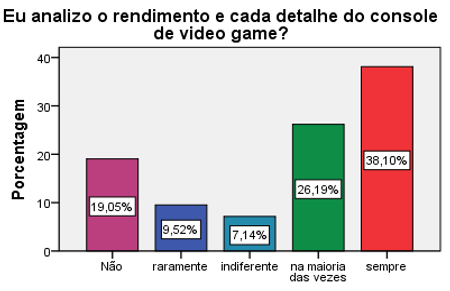 Eu analizo o rendimento e cada detalhe do console
de video game?
Porcentagem
40
30
20
10
0
19,05%
9,52%
7,14%
26,19%
38,10%
Não
raramente
indiferente
na maioria
das vezes
sempre